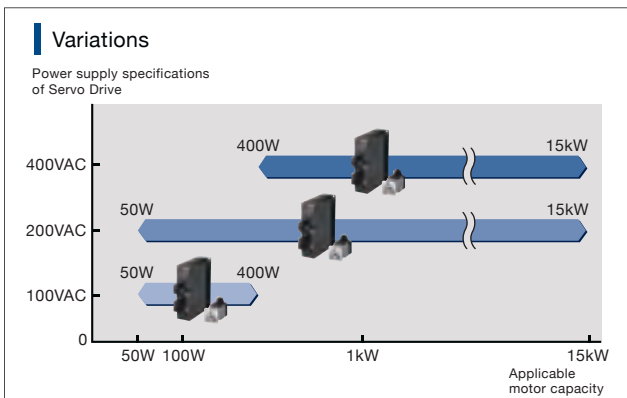 Variations
Power supply specifications
of Servo Drive
400W 15kW
400VAC
50W 15kW
200VAC
50W 400W
100VAC
0
50W 100W 1kW 15kW
Applicable
motor capacity